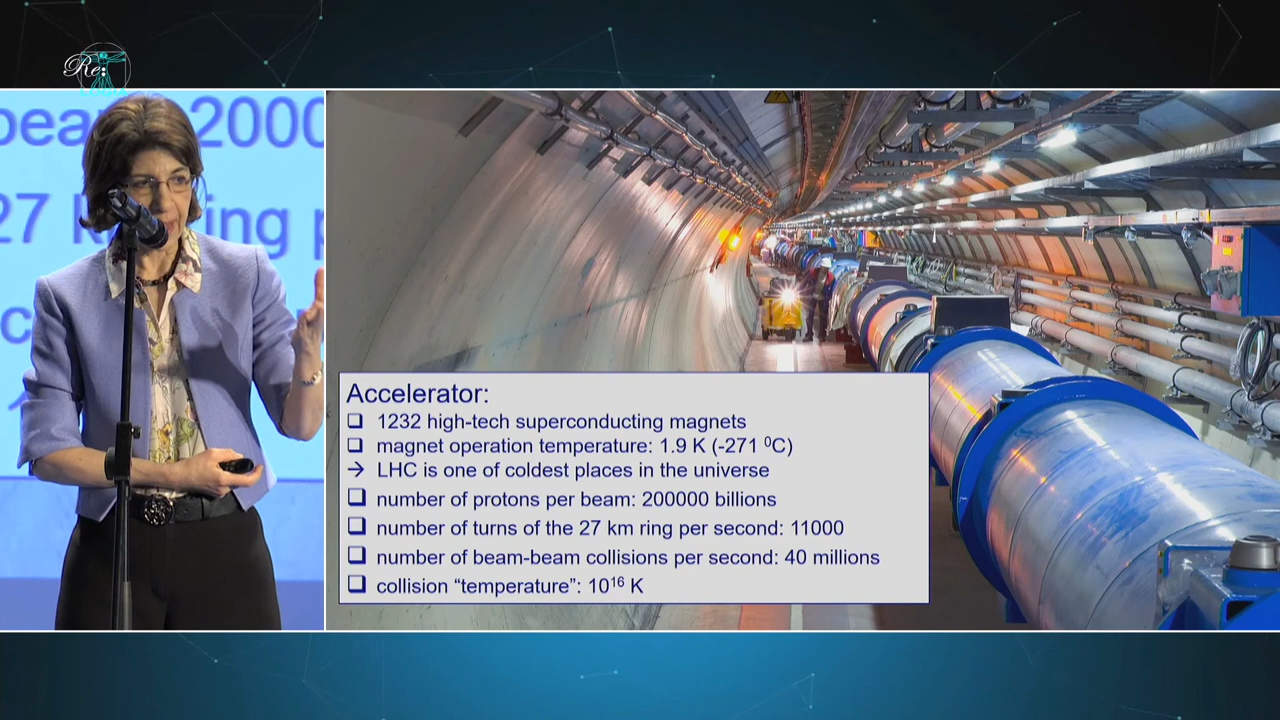 Re:
bea 2000
27 k ing p
Accelerator:
❑ 1232 high-tech superconducting magnets
❑ magnet operation temperature: 1.9 K (-271 ⁰C)
→ LHC is one of coldest places in the universe
❑ number of protons per beam: 200000 billions
❑ number of turns of the 27 km ring per second: 11000
❑ number of beam-beam collisions per second: 40 millions
❑ collision “temperature”: 10¹⁶ K